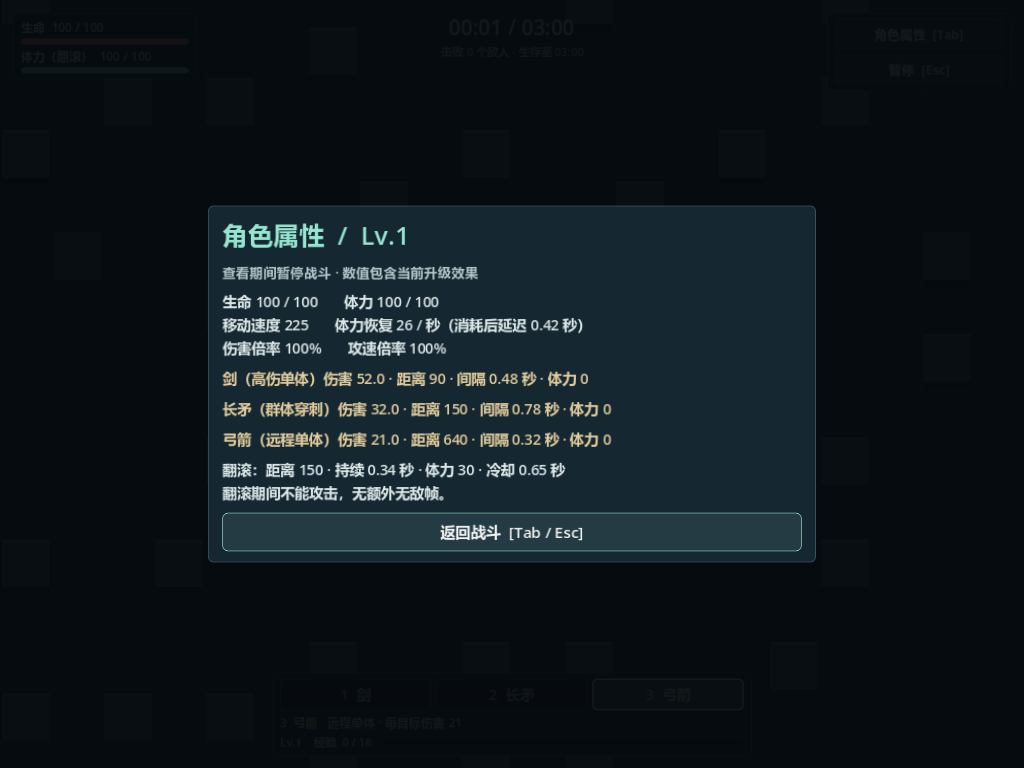 生命 100 / 100
体力（翻滚） 100 / 100
00:01 / 03:00
击败 0 个敌人 · 生存至 03:00
角色属性 [Tab]
暂停 [Esc]
角色属性 / Lv.1
查看期间暂停战斗 · 数值包含当前升级效果
生命 100 / 100 体力 100 / 100
移动速度 225 体力恢复 26 / 秒（消耗后延迟 0.42 秒）
伤害倍率 100% 攻速倍率 100%
剑（高伤单体）伤害 52.0 · 距离 90 · 间隔 0.48 秒 · 体力 0
长矛（群体穿刺）伤害 32.0 · 距离 150 · 间隔 0.78 秒 · 体力 0
弓箭（远程单体）伤害 21.0 · 距离 640 · 间隔 0.32 秒 · 体力 0
翻滚：距离 150 · 持续 0.34 秒 · 体力 30 · 冷却 0.65 秒
翻滚期间不能攻击，无额外无敌帧。
返回战斗 [Tab / Esc]
1 剑
2 长矛
3 弓箭
3 弓箭 远程单体 · 每目标伤害 21
Lv.1 经验 0 / 18